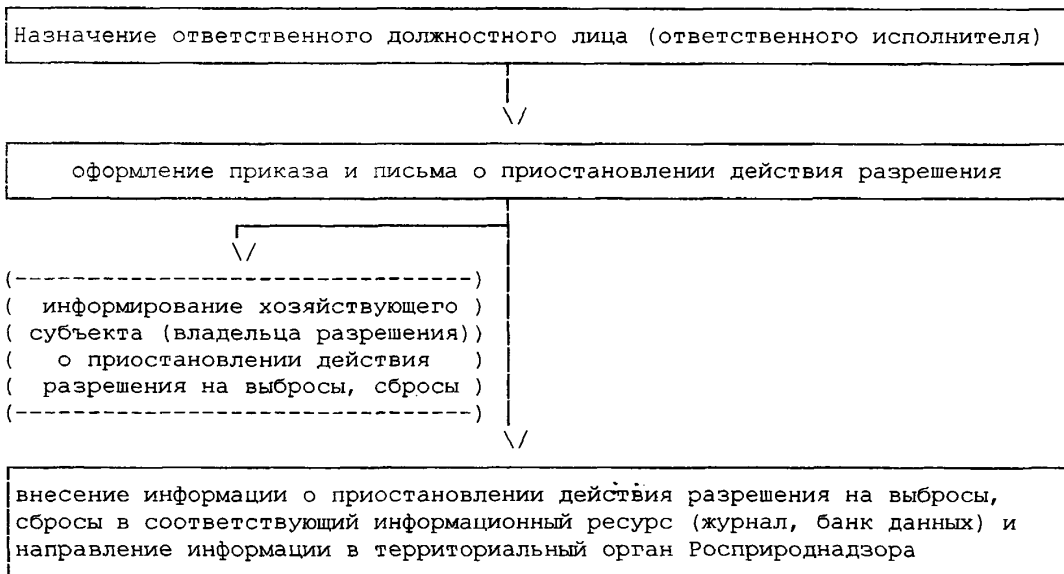 Назначение ответственного должностного лица (ответственного исполнителя)
оформление приказа и письма о приостановлении действия разрешения
информирование хозяйствующего
субъекта (владельца разрешения)
о приостановлении действия
разрешения на выбросы, сбросы
внесение информации о приостановлении действия разрешения на выбросы,
сбросы в соответствующий информационный ресурс (журнал, банк данных) и
направление информации в территориальный орган Росприроднадзора